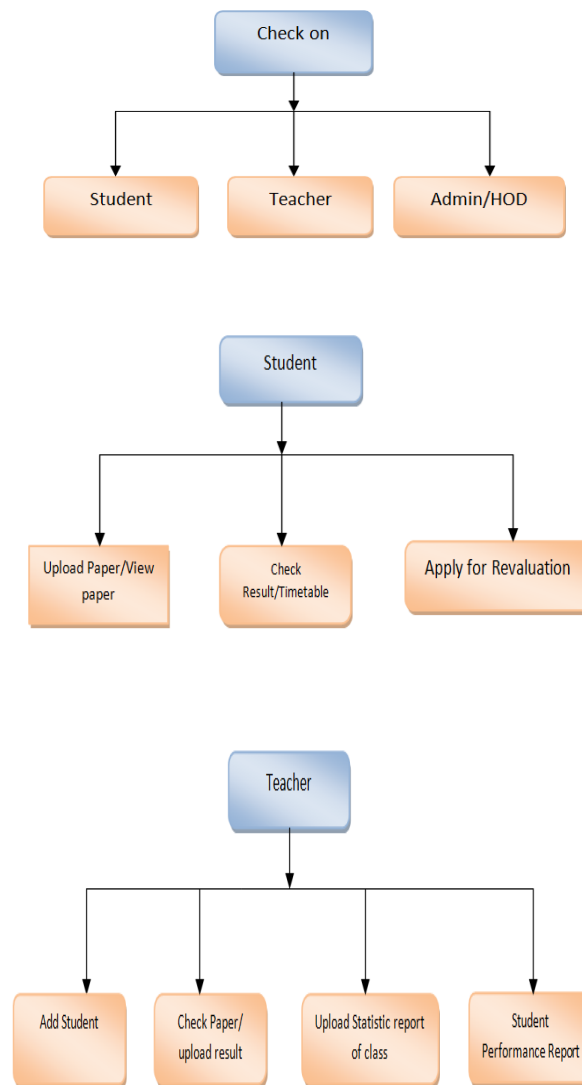 Check on
Student
Teacher
Admin/HOD
Student
Upload Paper/View
paper
Check
Result/Timetable
Apply for Revaluation
Teacher
Add Student
Check Paper/
upload result
Upload Statistic report
of class
Student
Performance Report